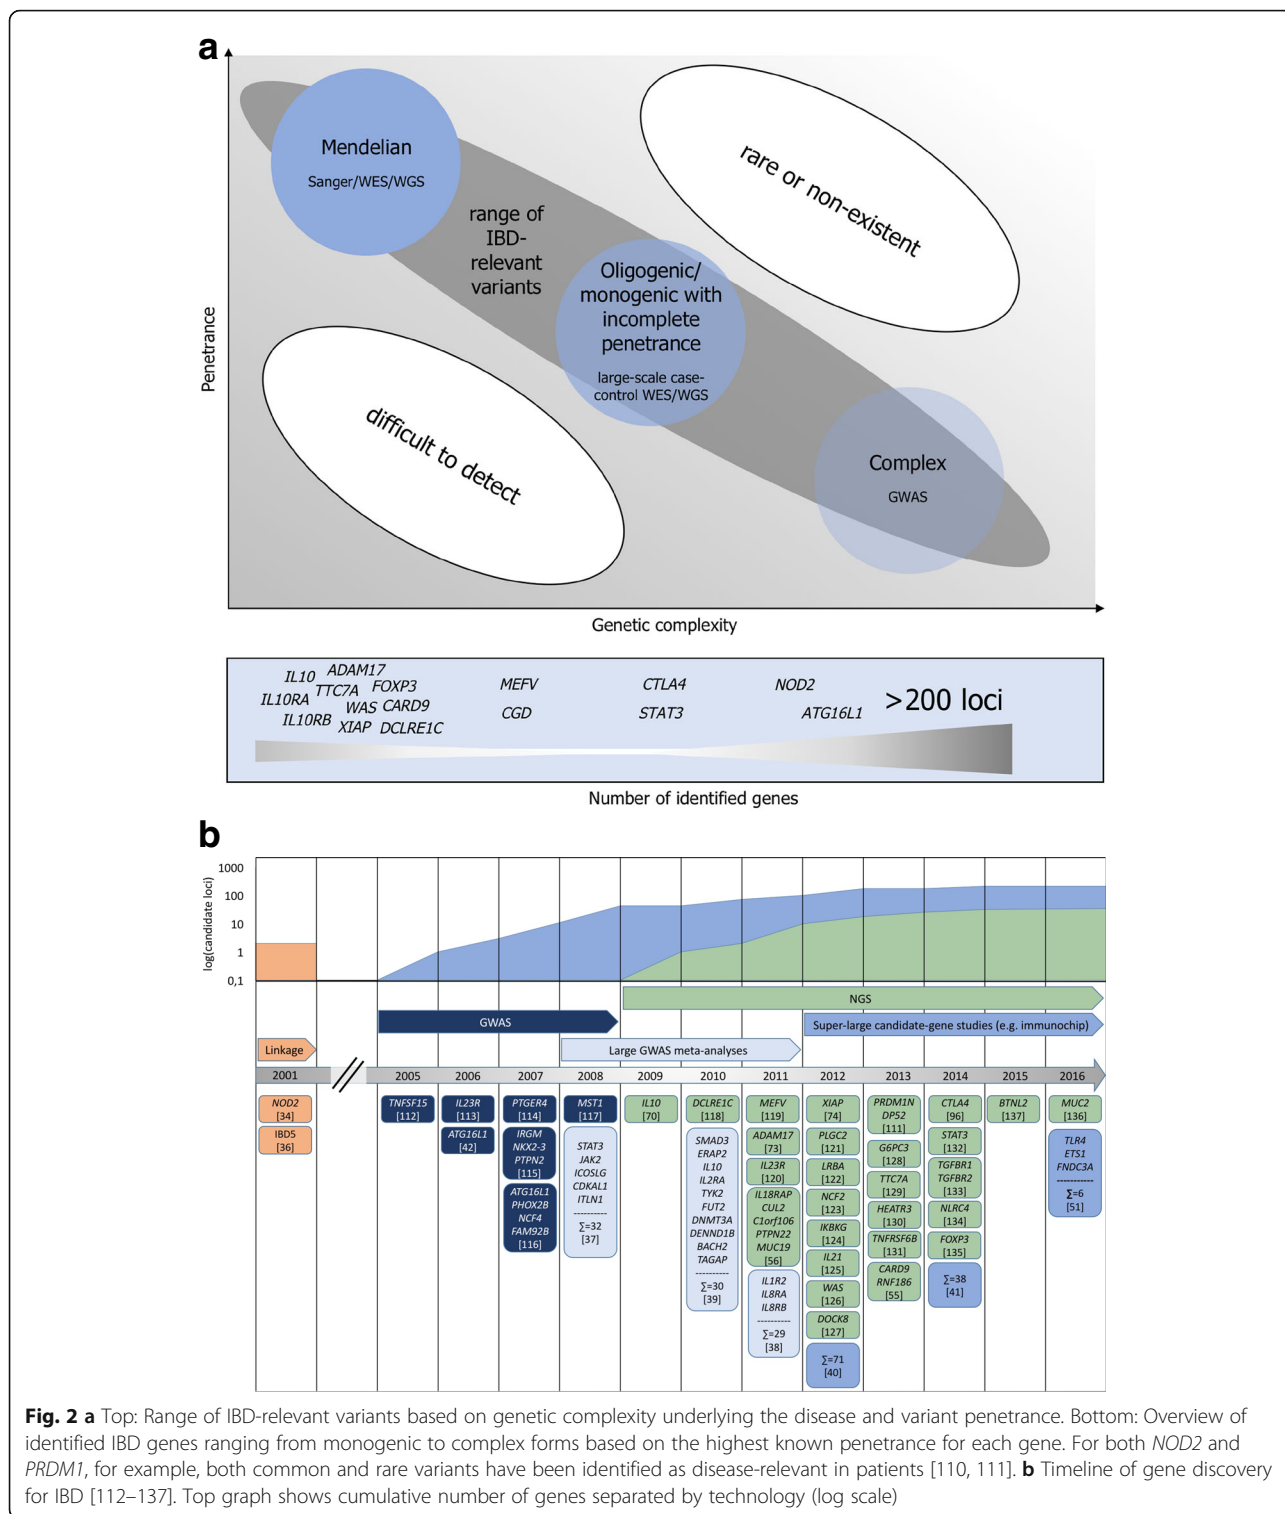 a
Mendelian
Sanger/WES/WGS
rare or non-existent
range of
IBD-
relevant
variants
Oligogenic/
monogenic with
incomplete
penetrance
large-scale case-
control WES/WGS
difficult to detect
Complex
GWAS
Penetrance
Genetic complexity
IL10
ADAM17
IL10RA
TTC7A
FOXP3
WAS
CARD9
IL10RB
XIAP
DCLRE1C
MEFV
CGD
CTLA4
STAT3
NOD2
ATG16L1
>200 loci
Number of identified genes
b
log(candidate loci)
1000
100
10
1
0,1
NGS
GWAS
Super-large candidate-gene studies (e.g. immunochip)
Linkage
Large GWAS meta-analyses
2001 2005 2006 2007 2008 2009 2010 2011 2012 2013 2014 2015 2016
NOD2
[34]
IBD5
[36]
TNFSF15
[112]
IL23R
[113]
ATG16L1
[42]
PTGER4
[114]
IRGM
NKX2-3
PTPN2
[115]
ATG16L1
PHOX2B
NCF4
FAM92B
[116]
MST1
[117]
STAT3
JAK2
ICOSLG
CDKAL1
ITLN1
----------
∑=32
[37]
IL10
[70]
DCLRE1C
[118]
SMAD3
ERAP2
IL10
IL2RA
TYK2
FUT2
DNMT3A
DENND1B
BACH2
TAGAP
----------
∑=30
[39]
MEFV
[119]
ADAM17
[73]
IL23R
[120]
IL18RAP
CUL2
C1orf106
PTPN22
MUC19
[56]
IL1R2
IL8RA
IL8RB
----------
∑=29
[38]
XIAP
[74]
PLGC2
[121]
LRBA
[122]
NCF2
[123]
IKBKG
[124]
IL21
[125]
WAS
[126]
DOCK8
[127]
∑=71
[40]
PRDM1N
DP52
[111]
G6PC3
[128]
TTC7A
[129]
HEATR3
[130]
TNFRSF6B
[131]
CARD9
RNF186
[55]
CTLA4
[96]
STAT3
[132]
TGFBR1
TGFBR2
[133]
NLRC4
[134]
FOXP3
[135]
∑=38
[41]
BTNL2
[137]
MUC2
[136]
TLR4
ETS1
FNDC3A
-----------
∑=6
[51]
Fig. 2 a Top: Range of IBD-relevant variants based on genetic complexity underlying the disease and variant penetrance. Bottom: Overview of
identified IBD genes ranging from monogenic to complex forms based on the highest known penetrance for each gene. For both NOD2 and
PRDM1, for example, both common and rare variants have been identified as disease-relevant in patients [110, 111]. b Timeline of gene discovery
for IBD [112–137]. Top graph shows cumulative number of genes separated by technology (log scale)